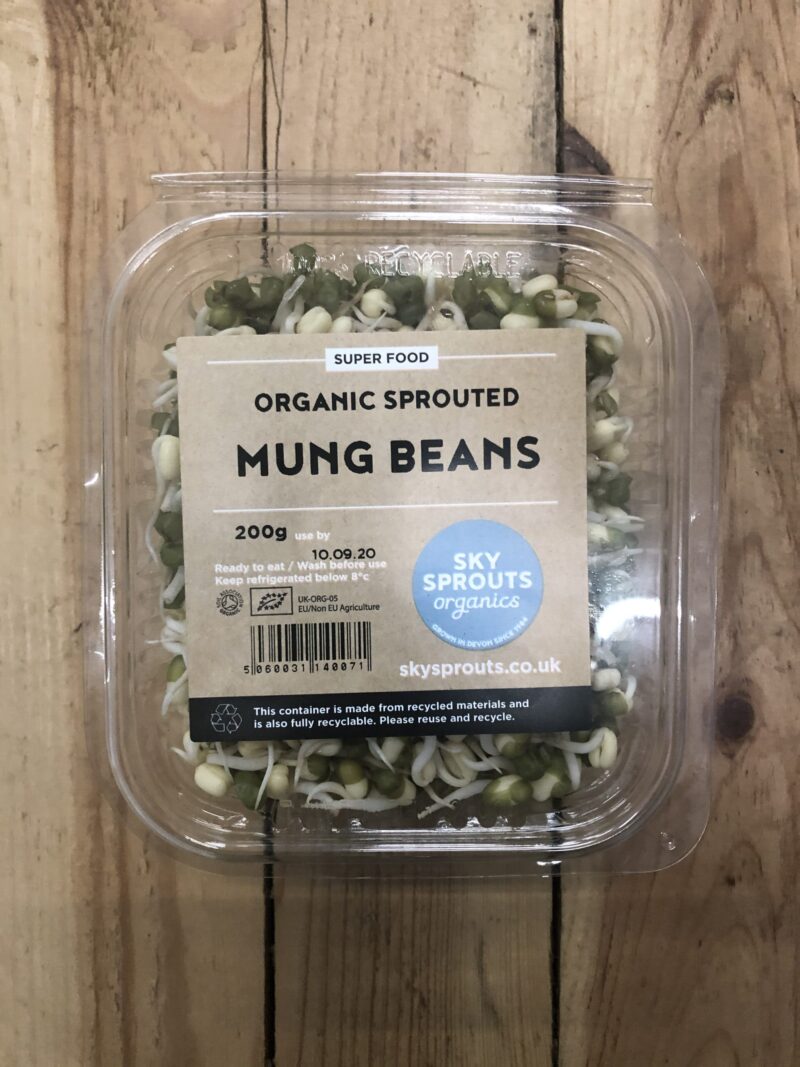 RECYCLABLE
SUPER FOOD
ORGANIC SPROUTED
MUNG BEANS
200g use by
10.09.20
Ready to eat / Wash before use
Keep refrigerated below 8°c
SOIL ASSOCIATION
ORGANIC
UK-ORG-05
EU/Non EU Agriculture
5 060031 140071
SKY
SPROUTS
organics
GROWN IN DEVON SINCE 1984
skysprouts.co.uk
This container is made from recycled materials and
is also fully recyclable. Please reuse and recycle.